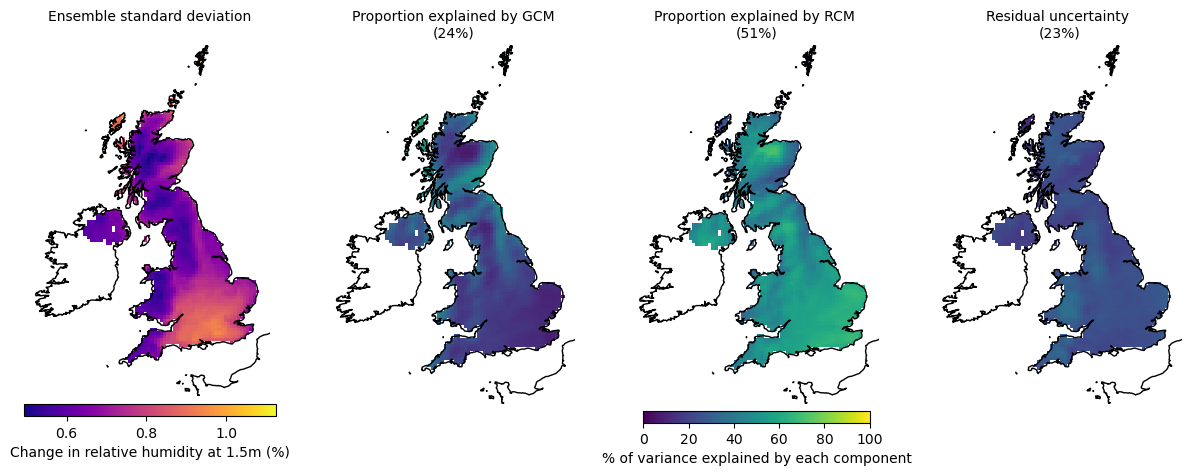 Ensemble standard deviation
Proportion explained by GCM
(24%)
Proportion explained by RCM
(51%)
Residual uncertainty
(23%)
0.6 0.8 1.0
Change in relative humidity at 1.5m (%)
0 20 40 60 80 100
% of variance explained by each component